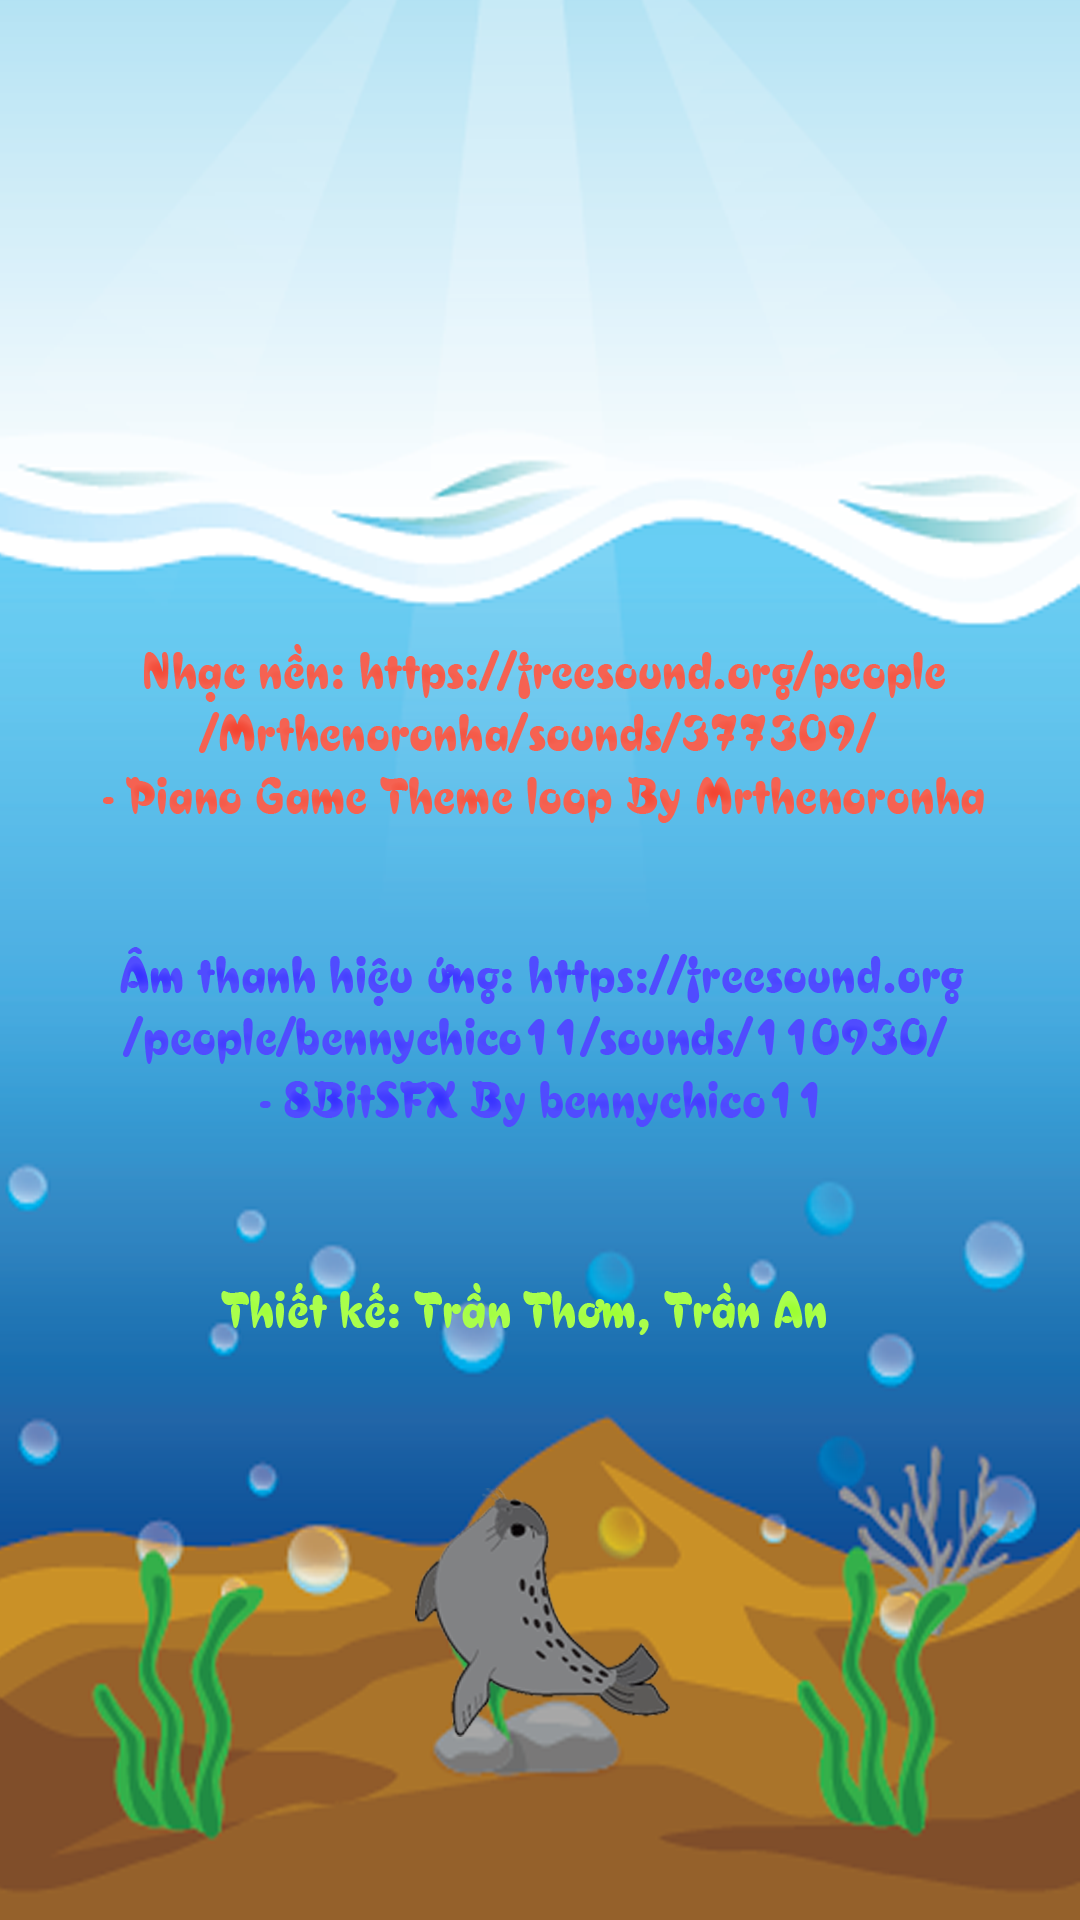 Nhạc nền: https://freesound.org/people
/Mrthenoronha/sounds/377309/
- Piano Game Theme loop By Mrthenoronha
Âm thanh hiệu ứng: https://freesound.org
/people/bennychico11/sounds/110930/
- 8BitSFX By bennychico11
Thiết kế: Trần Thơm, Trần An